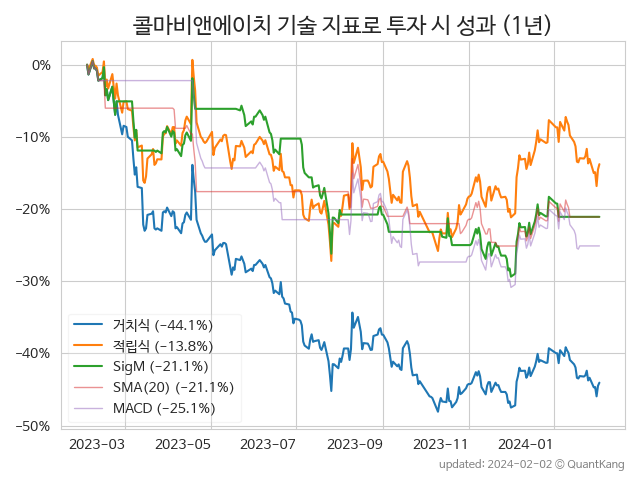 콜마비앤에이치 기술 지표로 투자 시 성과 (1년)
0%
−10%
−20%
−30%
−40%
−50%
거치식 (−44.1%)
적립식 (−13.8%)
SigM (−21.1%)
SMA(20) (−21.1%)
MACD (−25.1%)
2023−03 2023−05 2023−07 2023−09 2023−11 2024−01
updated: 2024−02−02 © QuantKang